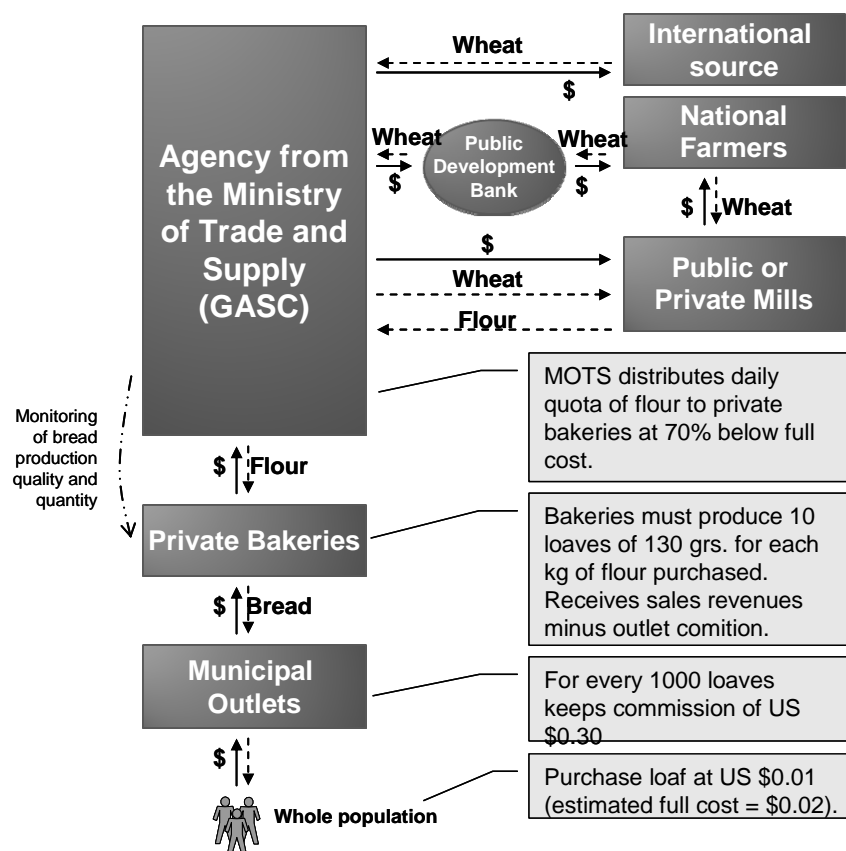 Agency from
the Ministry
of Trade and
Supply
(GASC)
Wheat
$
International
source
Wheat
$
Public
Development
Bank
Wheat
$
National
Farmers
$
Wheat
$
Wheat
Flour
Public or
Private Mills
Monitoring
of bread
production
quality and
quantity
MOTS distributes daily
quota of flour to private
bakeries at 70% below full
cost.
$
Flour
Private Bakeries
Bakeries must produce 10
loaves of 130 grs. for each
kg of flour purchased.
Receives sales revenues
minus outlet comition.
$
Bread
Municipal
Outlets
For every 1000 loaves
keeps commission of US
$0.30
$
Whole population
Purchase loaf at US $0.01
(estimated full cost = $0.02).